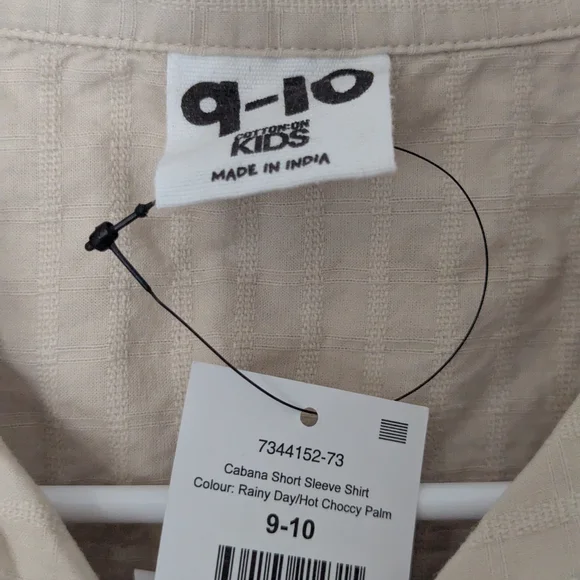 9-10
COTTON:ON
KIDS
MADE IN INDIA
7344152-73
Cabana Short Sleeve Shirt
Colour: Rainy Day/Hot Choccy Palm
9-10